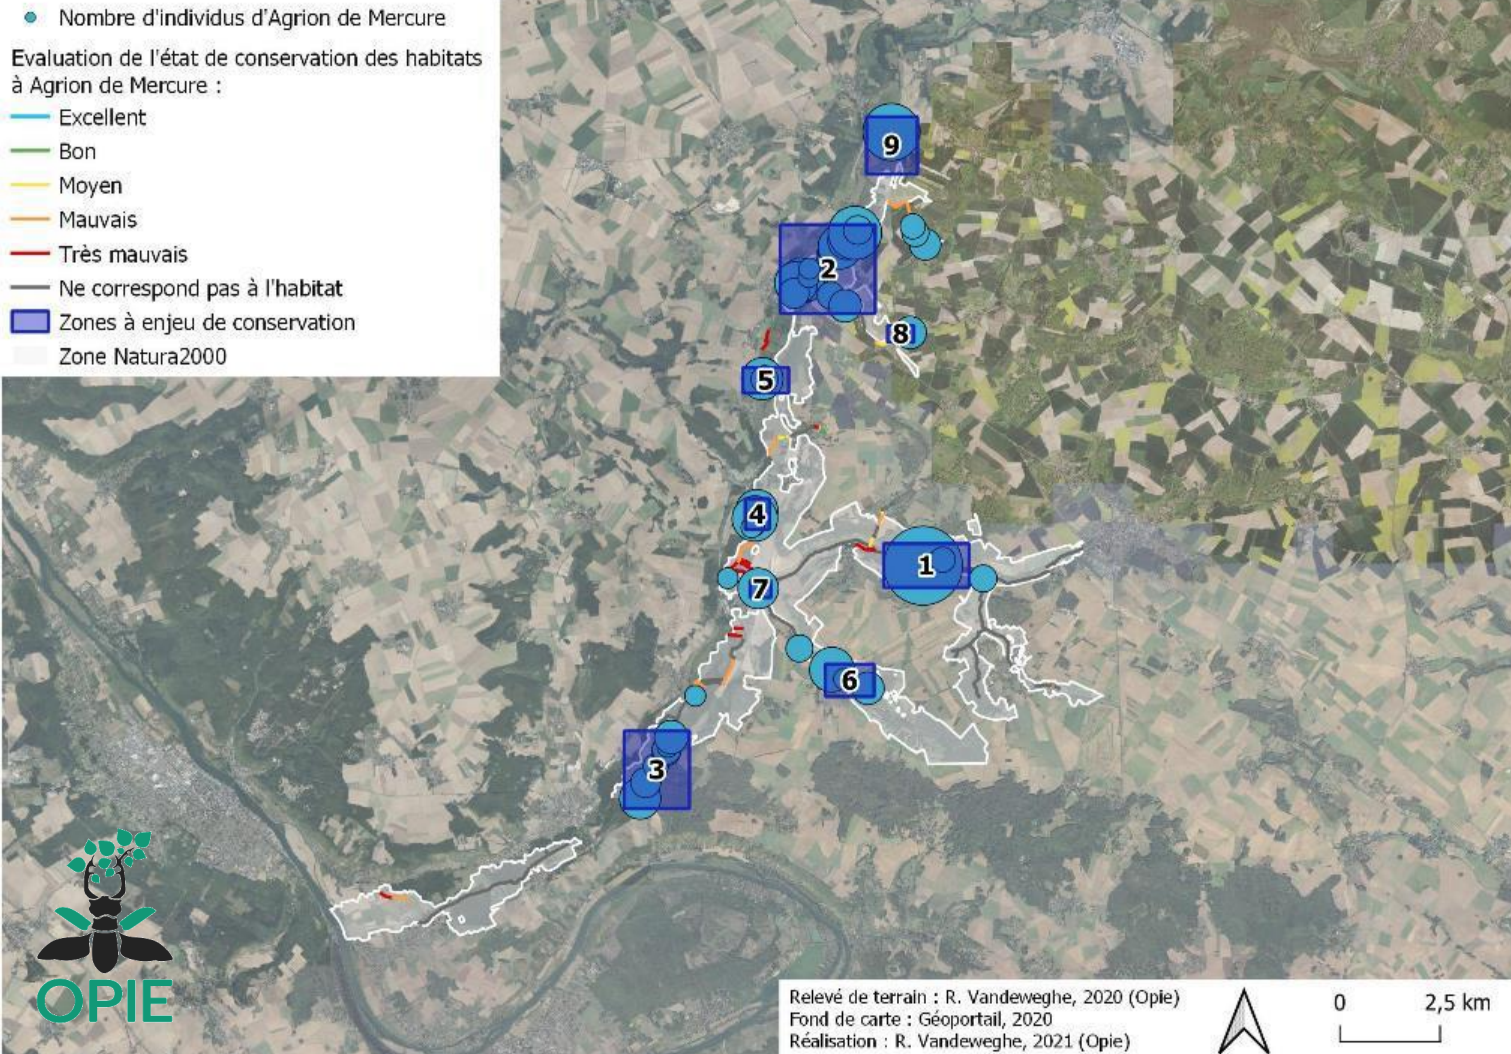 Nombre d'individus d'Agrion de Mercure
Evaluation de l'état de conservation des habitats
à Agrion de Mercure :
Excellent
Bon
Moyen
Mauvais
Très mauvais
Ne correspond pas à l'habitat
Zones à enjeu de conservation
Zone Natura2000
9
2
8
5
4
1
7
6
3
OPIE
Relevé de terrain : R. Vandeweghe, 2020 (Opie)
Fond de carte : Géoportail, 2020
Réalisation : R. Vandeweghe, 2021 (Opie)
0 2,5 km